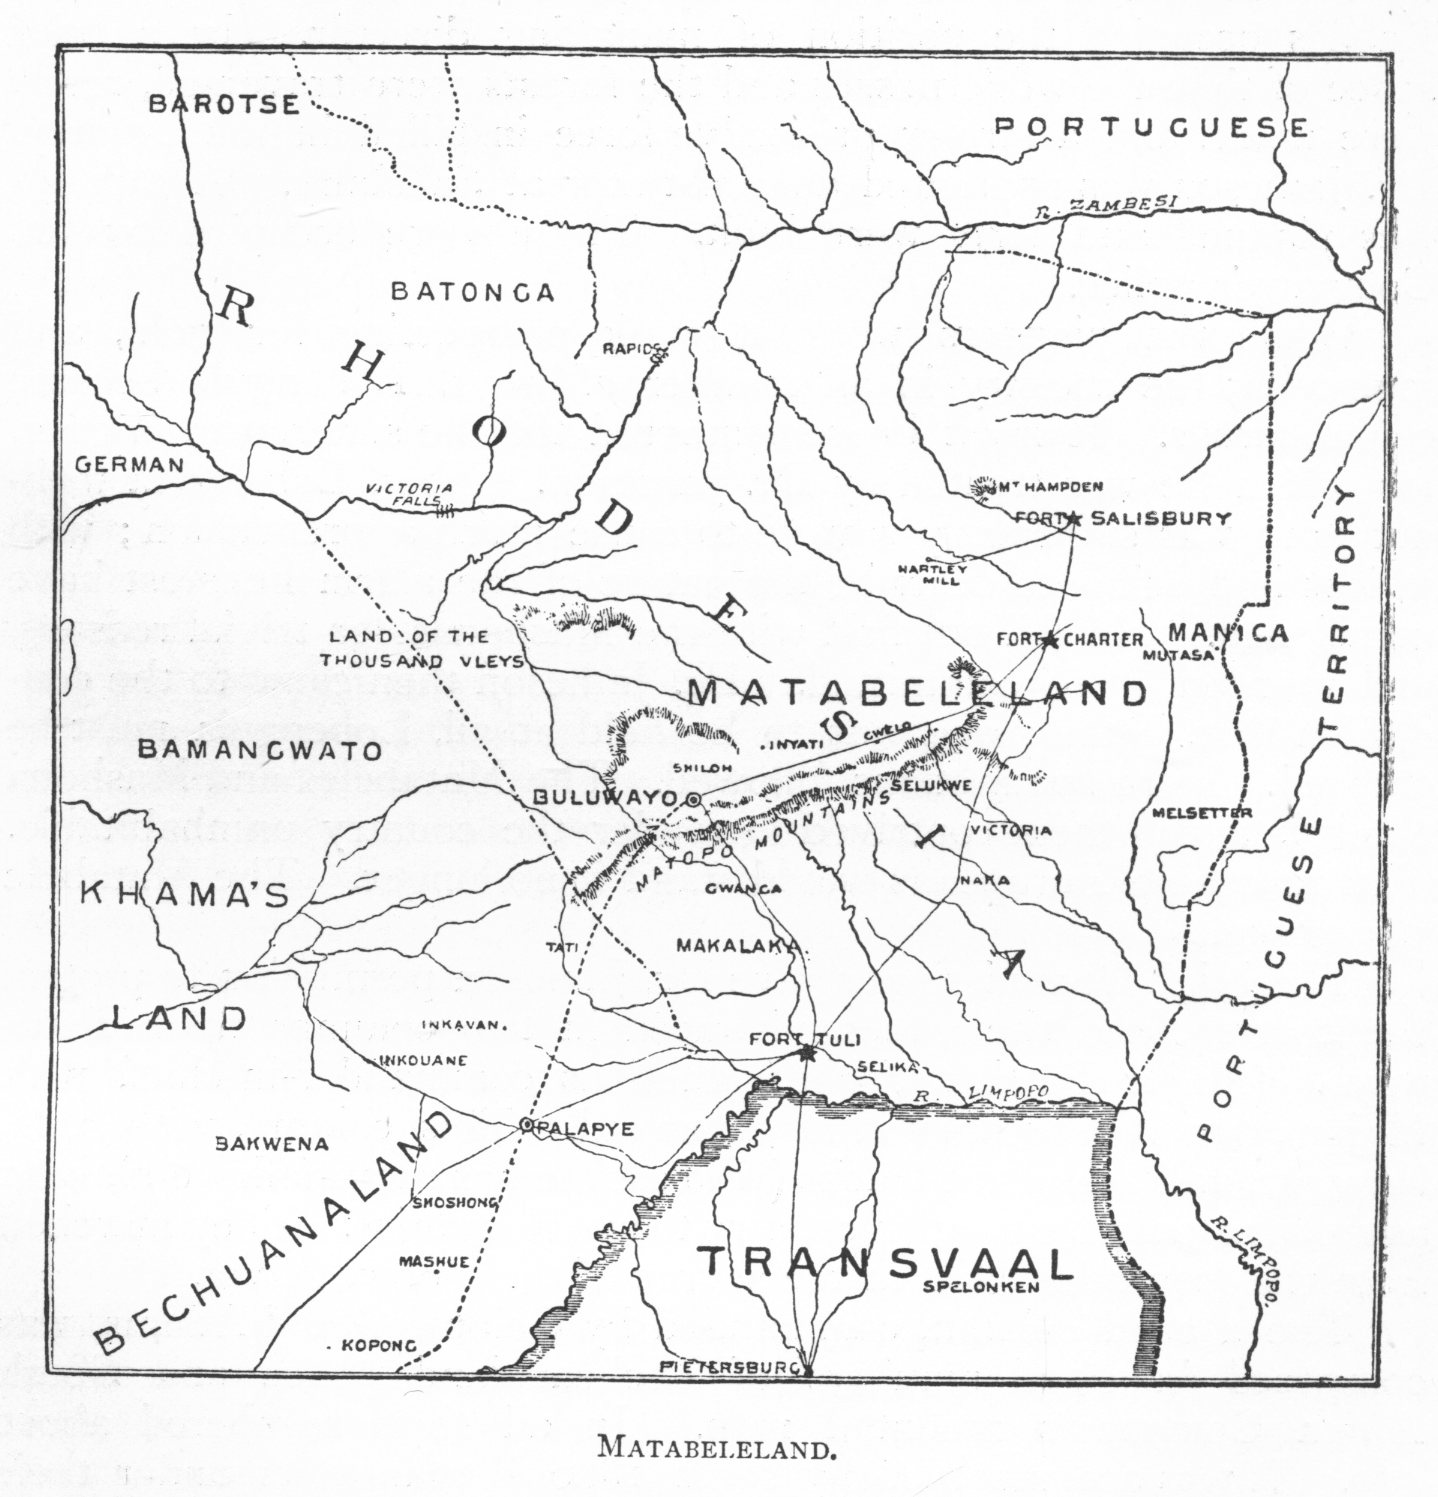 BAROTSE
PORTUGUESE
R. ZAMBESI
BATONGA
RHODESIA
RAPIDS
GERMAN
VICTORIA
FALLS
MT HAMPDEN
FORT SALISBURY
HARTLEY
MILL
LAND OF THE
THOUSAND VLEYS
FORT CHARTER
MANICA
MUTASA
MATABELELAND
PORTUGUESE TERRITORY
BAMANGWATO
INYATI
GWELO
SHILOH
BULUWAYO
SELUKWE
MATOPO MOUNTAINS
VICTORIA
MELSETTER
KHAMA'S
LAND
GWANGA
NAKA
TATI
MAKALAKA
INKAVAN.
FORT TULI
INKOUANE
SELIKA
R. LIMPOPO
PALAPYE
BAKWENA
BECHUANALAND
SHOSHONG
MASHUE
R. LIMPOPO.
TRANSVAAL
SPELONKEN
KOPONG
PIETERSBURG
MATABELELAND.